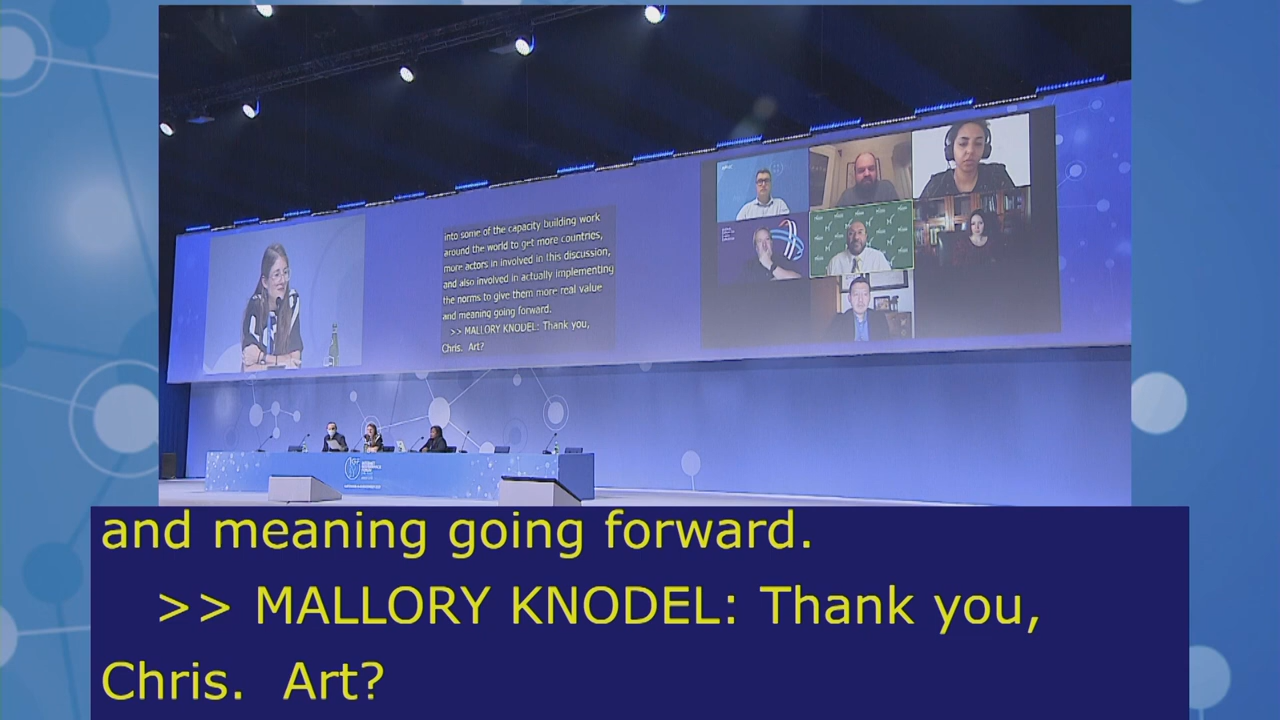 into some of the capacity building work
around the world to get more countries,
more actors in involved in this discussion,
and also involved in actually implementing
the norms to give them more real value
and meaning going forward.
>> MALLORY KNODEL: Thank you,
Chris. Art?
and meaning going forward.
>> MALLORY KNODEL: Thank you,
Chris. Art?